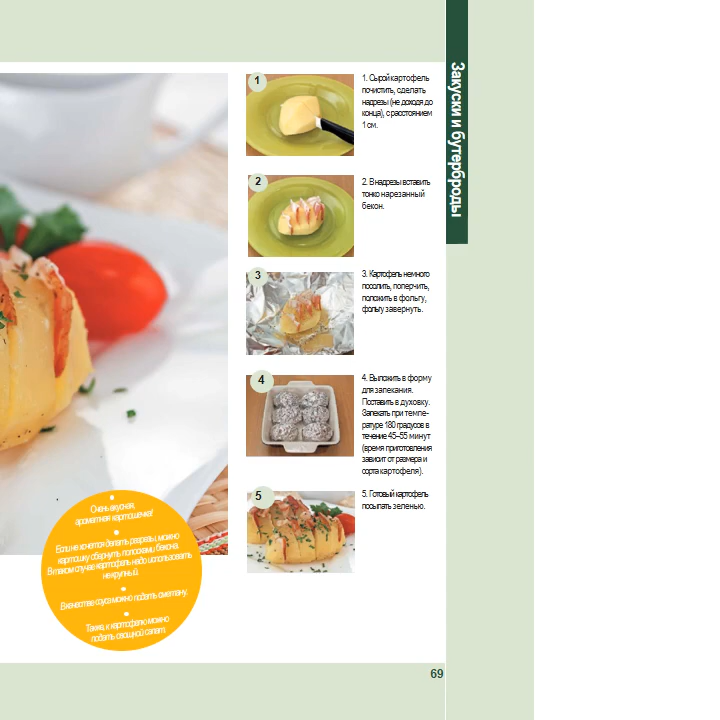 Закуски и бутерброды
1
1. Сырой картофель
почистить, сделать
надрезы (не доходя до
конца), с расстоянием
1 см.
2
2. В надрезы вставить
тонко нарезанный
бекон.
3
3. Картофель немного
посолить, поперчить,
положить в фольгу,
фольгу завернуть.
4
4. Выложить в форму
для запекания.
Поставить в духовку.
Запекать при темпе-
ратуре 180 градусов в
течение 45–55 минут
(время приготовления
зависит от размера и
сорта картофеля).
5
5. Готовый картофель
посыпать зеленью.
Очень вкусная,
ароматная картошечка!
Если не хочется делать разрезы, можно
картошку обернуть полосками бекона.
В таком случае картофель надо использовать
не крупный.
В качестве соуса можно подать сметану.
Также, к картофелю можно
подать овощной салат.
69